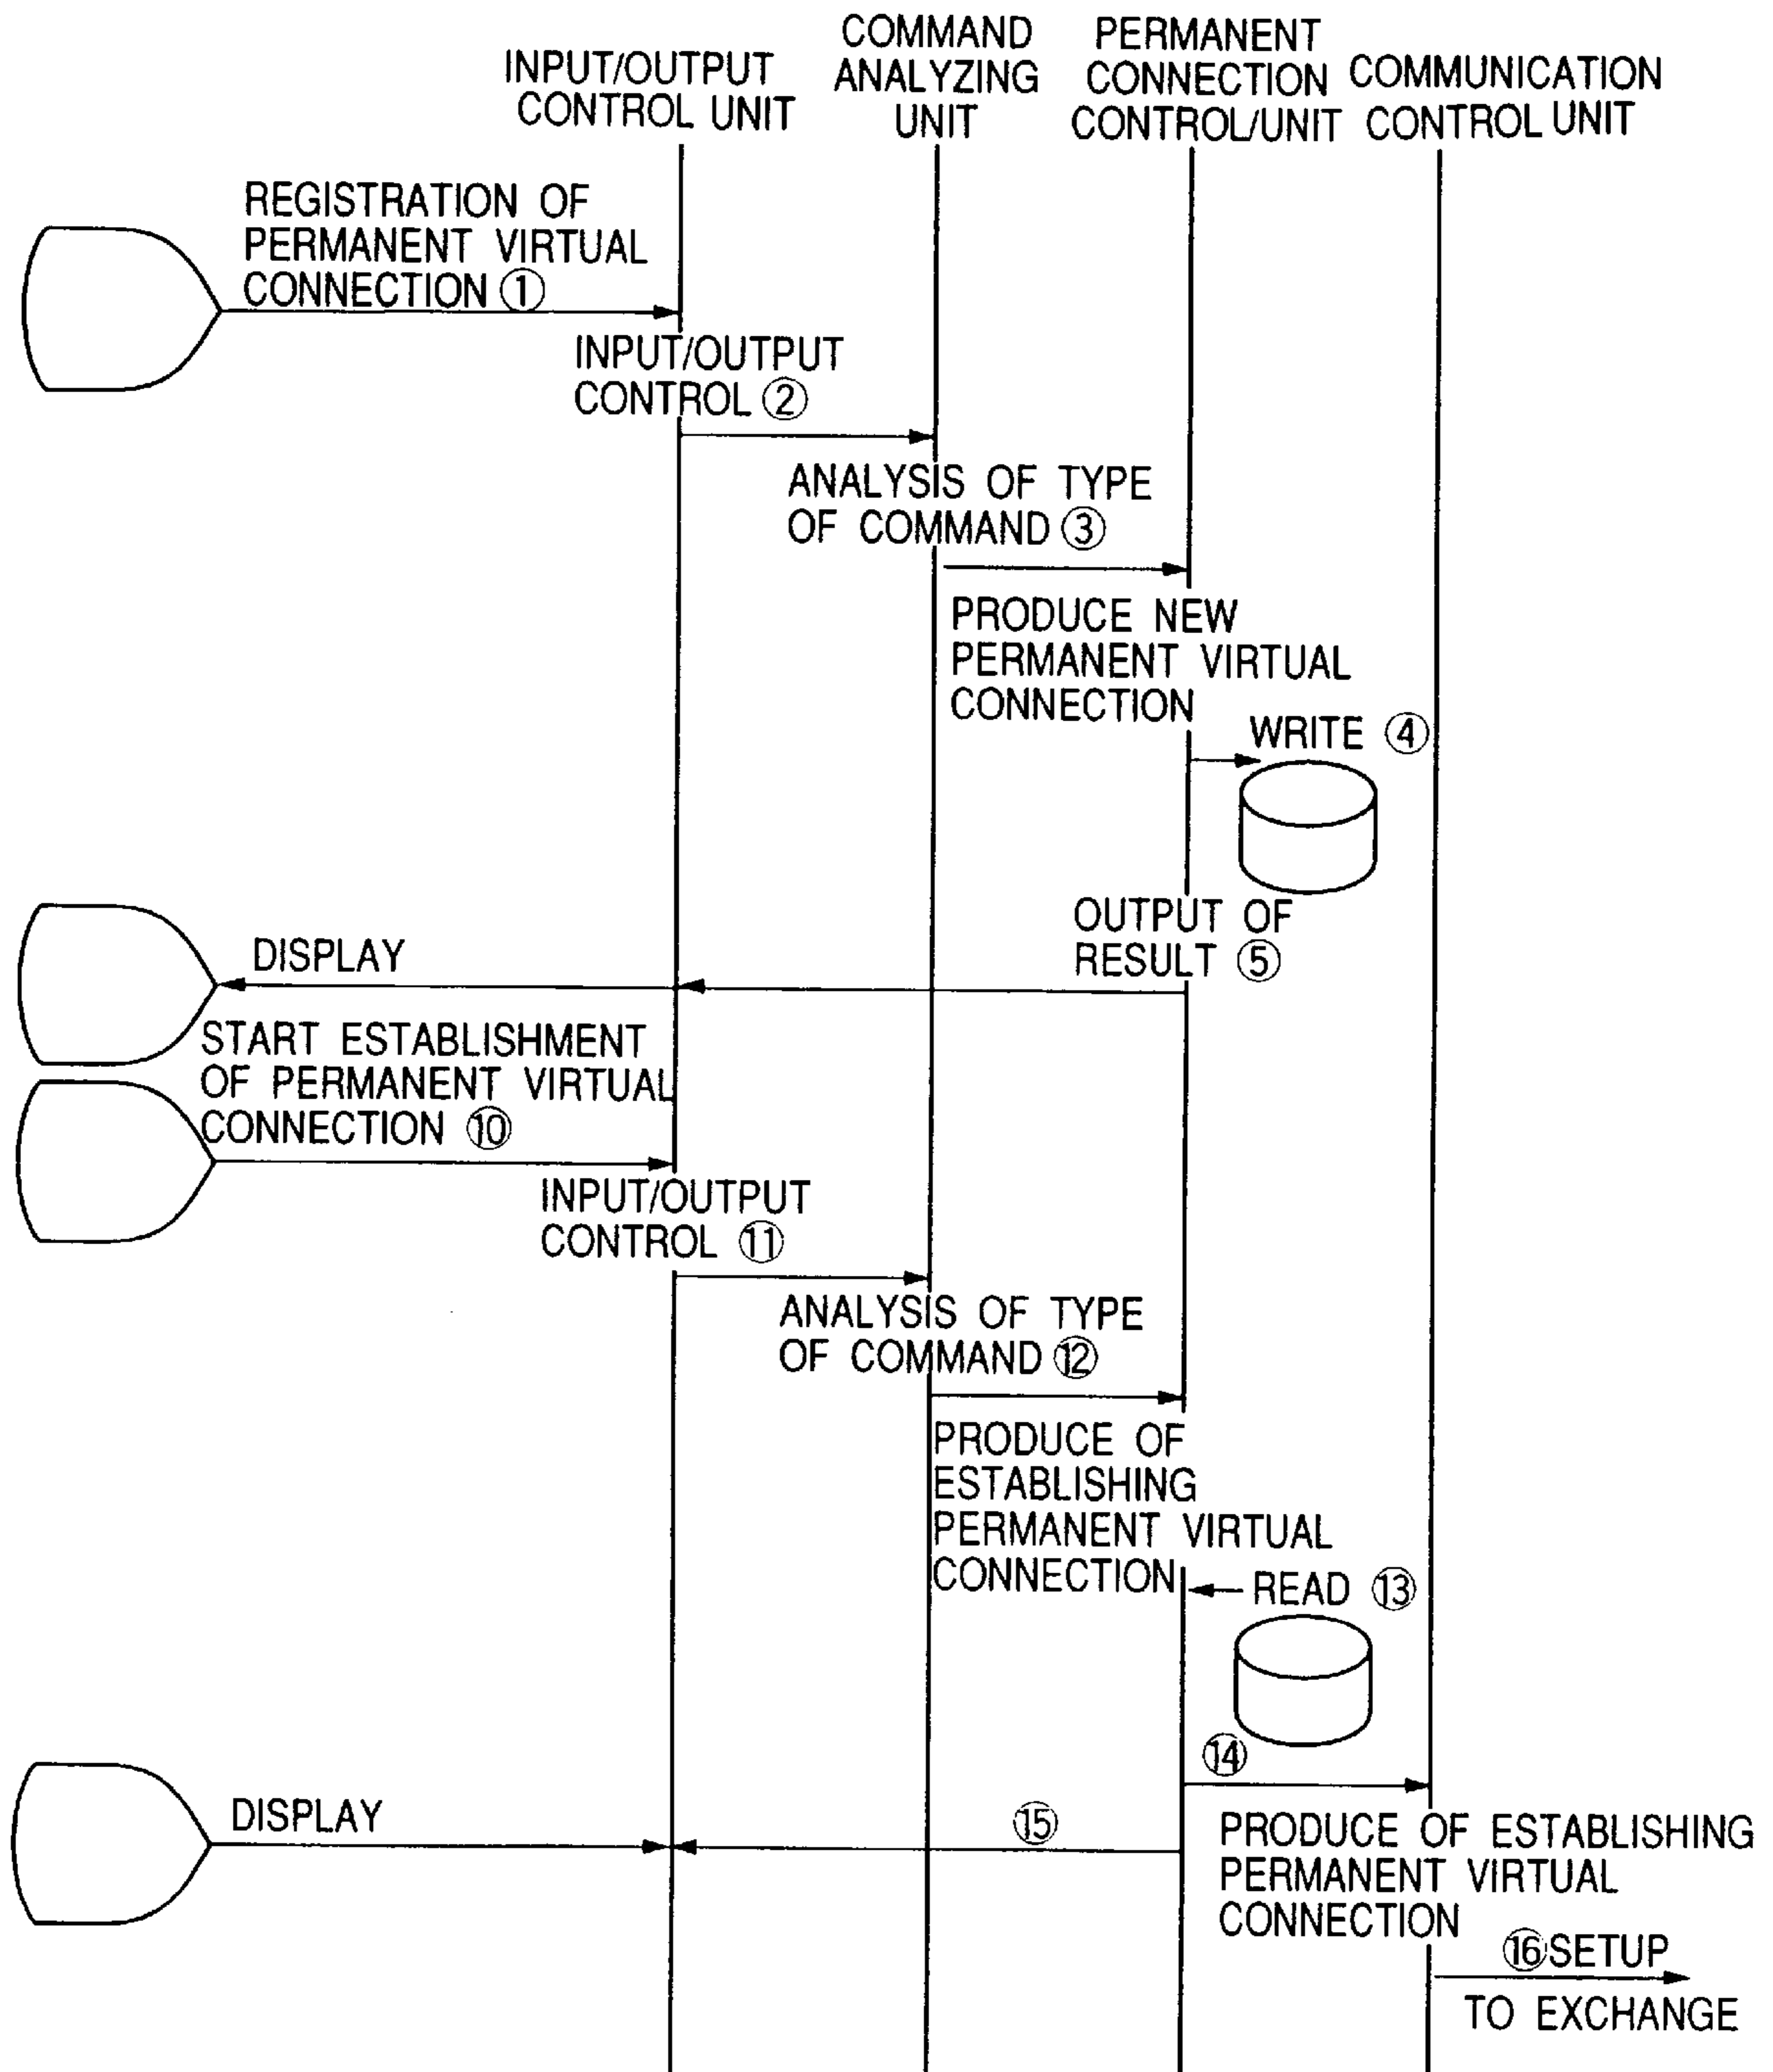 INPUT/OUTPUT
CONTROL UNIT
COMMAND
ANALYZING
UNIT
PERMANENT
CONNECTION
CONTROL/UNIT
COMMUNICATION
CONTROL UNIT
REGISTRATION OF
PERMANENT VIRTUAL
CONNECTION ①
INPUT/OUTPUT
CONTROL ②
ANALYSIS OF TYPE
OF COMMAND ③
PRODUCE NEW
PERMANENT VIRTUAL
CONNECTION
WRITE ④
OUTPUT OF
RESULT ⑤
DISPLAY
START ESTABLISHMENT
OF PERMANENT VIRTUAL
CONNECTION ⑩
INPUT/OUTPUT
CONTROL ⑪
ANALYSIS OF TYPE
OF COMMAND ⑫
PRODUCE OF
ESTABLISHING
PERMANENT VIRTUAL
CONNECTION
READ ⑬
⑭
DISPLAY
⑮
PRODUCE OF ESTABLISHING
PERMANENT VIRTUAL
CONNECTION
⑯SETUP
TO EXCHANGE